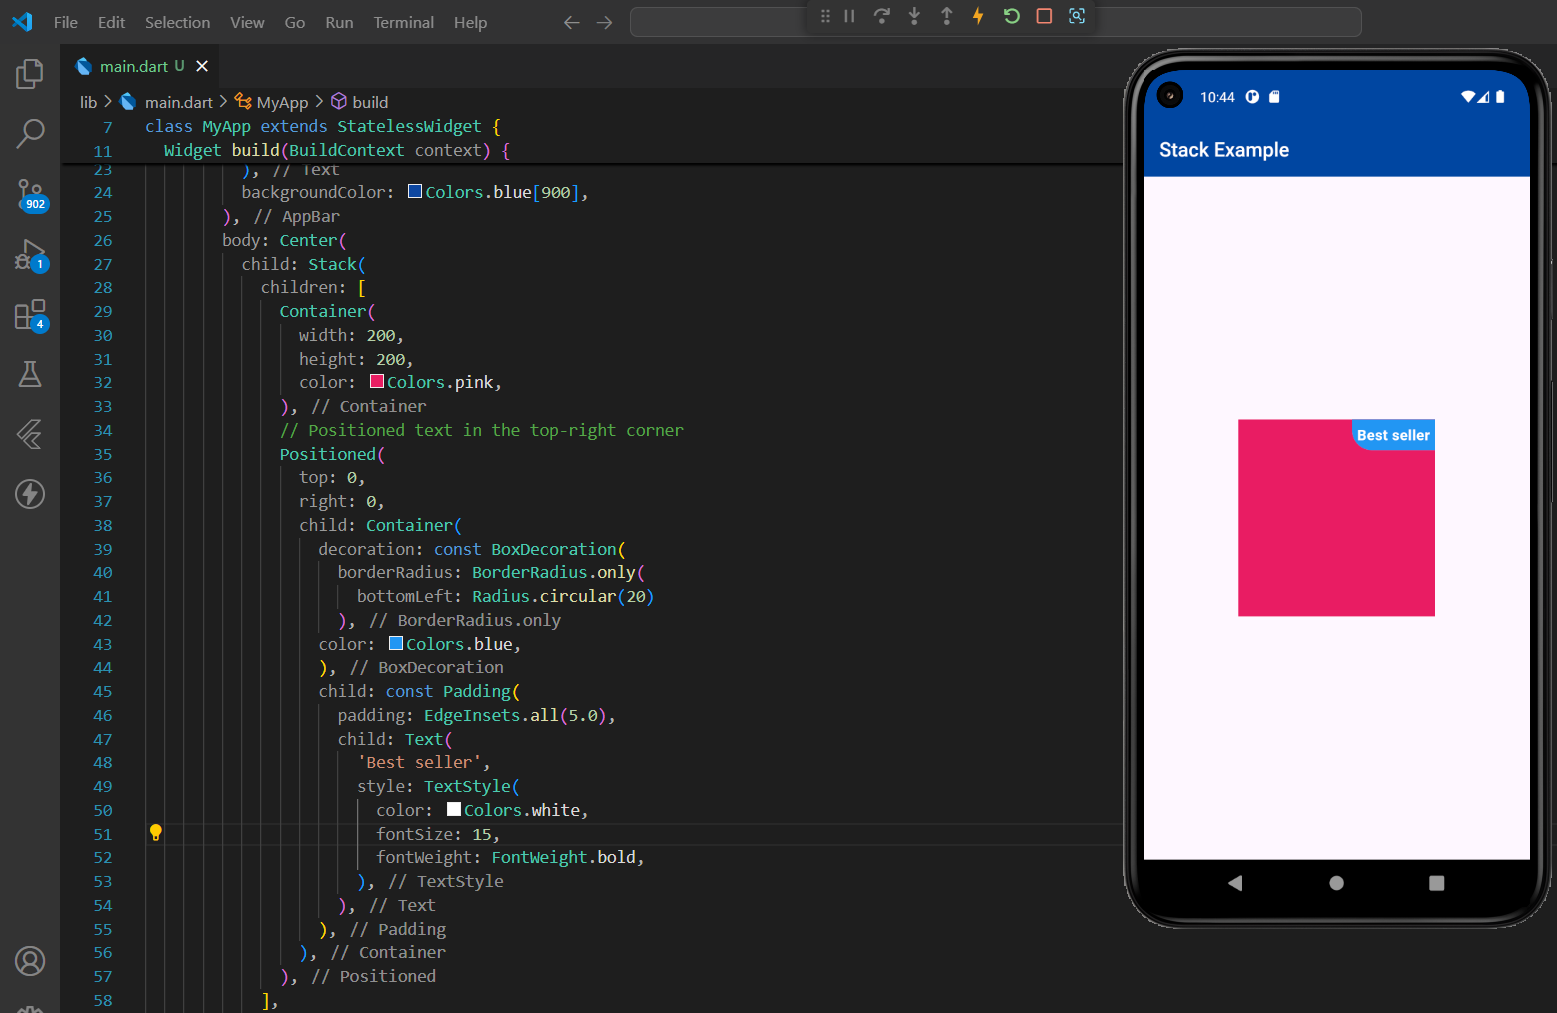 File Edit Selection View Go Run Terminal Help
main.dart U
lib > main.dart > MyApp > build
7 class MyApp extends StatelessWidget {
11 Widget build(BuildContext context) {
23 ), // Text
24 backgroundColor: Colors.blue[900],
25 ), // AppBar
26 body: Center(
27 child: Stack(
28 children: [
29 Container(
30 width: 200,
31 height: 200,
32 color: Colors.pink,
33 ), // Container
34 // Positioned text in the top-right corner
35 Positioned(
36 top: 0,
37 right: 0,
38 child: Container(
39 decoration: const BoxDecoration(
40 borderRadius: BorderRadius.only(
41 bottomLeft: Radius.circular(20)
42 ), // BorderRadius.only
43 color: Colors.blue,
44 ), // BoxDecoration
45 child: const Padding(
46 padding: EdgeInsets.all(5.0),
47 child: Text(
48 'Best seller',
49 style: TextStyle(
50 color: Colors.white,
51 fontSize: 15,
52 fontWeight: FontWeight.bold,
53 ), // TextStyle
54 ), // Text
55 ), // Padding
56 ), // Container
57 ), // Positioned
58 ],
902
1
4
10:44
Stack Example
Best seller